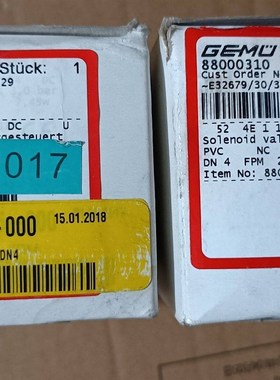 Stück: 1
29
DC U
gesteuert
017
-000
15.01.2018
DN4
GEMÜ
88000310
Cust Order N
~E32679/30/3
52 4E 1 1
Solenoid val
PVC NC
DN 4 FPM
Item No: 880